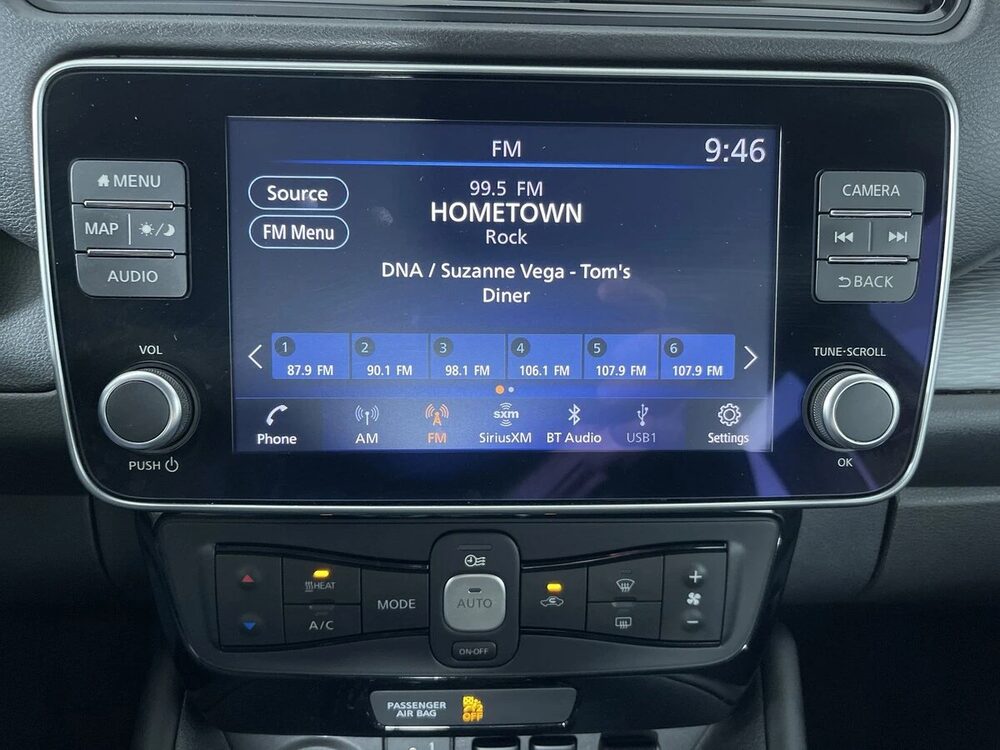 FM
9:46
MENU
MAP
AUDIO
Source
FM Menu
99.5 FM
HOMETOWN
Rock
DNA / Suzanne Vega - Tom's
Diner
CAMERA
BACK
VOL
PUSH
TUNE·SCROLL
OK
1
2
3
4
5
6
87.9 FM
90.1 FM
98.1 FM
106.1 FM
107.9 FM
107.9 FM
sxm
Phone
AM
FM
SiriusXM
BT Audio
USB1
Settings
HEAT
A/C
MODE
AUTO
ON·OFF
+
−
PASSENGER
AIR BAG
OFF
1